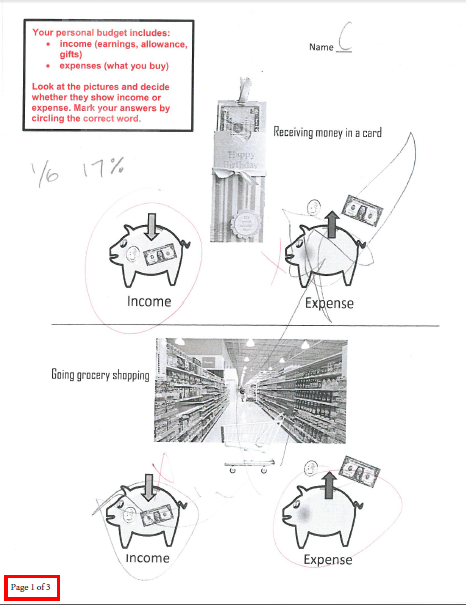 Your personal budget includes:
• income (earnings, allowance,
gifts)
• expenses (what you buy)
Look at the pictures and decide
whether they show income or
expense. Mark your answers by
circling the correct word.
Name C
Receiving money in a card
Happy
Birthday
1/6 17%
Income
Expense
Going grocery shopping
Income
Expense
Page 1 of 3